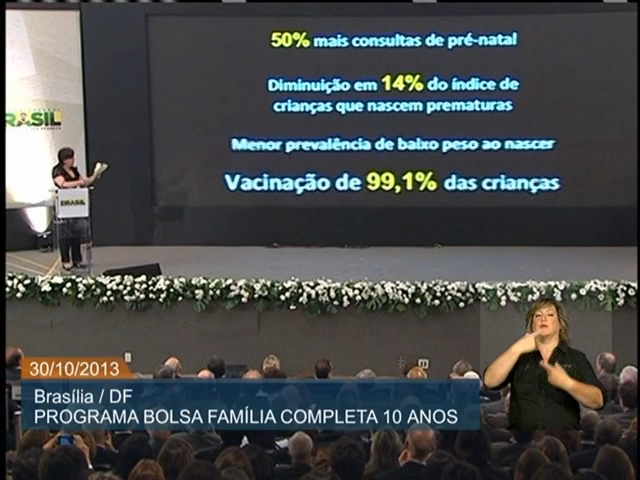 50% mais consultas de pré-natal
Diminuição em 14% do índice de
crianças que nascem prematuras
Menor prevalência de baixo peso ao nascer
Vacinação de 99,1% das crianças
BRASIL
BRASIL
30/10/2013
Brasília / DF
PROGRAMA BOLSA FAMÍLIA COMPLETA 10 ANOS